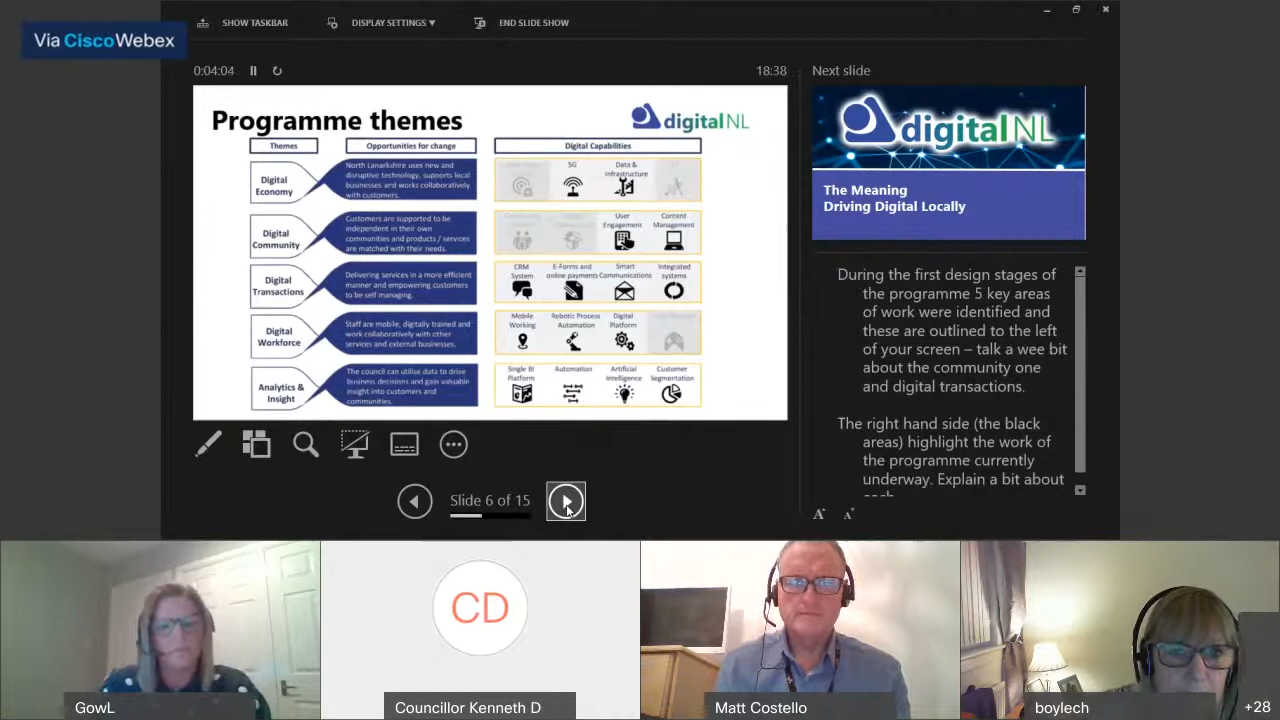 Via CiscoWebex
SHOW TASKBAR
DISPLAY SETTINGS ▼
END SLIDE SHOW
0:04:04
18:38
Next slide
Programme themes
digitalNL
Themes
Opportunities for change
Digital Capabilities
Digital
Economy
North Lanarkshire uses new and
disruptive technology, supports local
businesses and works collaboratively
with customers.
5G
Data &
Infrastructure
Digital
Community
Customers are supported to be
independent in their own
communities and products / services
are matched with their needs.
User
Engagement
Content
Management
Digital
Transactions
Delivering services in a more efficient
manner and empowering customers
to be self managing.
CRM
System
E-Forms and
online payments
Smart
Communications
Integrated
systems
Digital
Workforce
Staff are mobile, digitally trained and
work collaboratively with other
services and external businesses.
Mobile
Working
Robotic Process
Automation
Digital
Platform
Analytics &
Insight
The council can utilise data to drive
business decisions and gain valuable
insight into customers and
communities.
Single BI
Platform
Automation
Artificial
Intelligence
Customer
Segmentation
digitalNL
The Meaning
Driving Digital Locally
During the first design stages of
the programme 5 key areas
of work were identified and
these are outlined to the left
of your screen – talk a wee bit
about the community one
and digital transactions.
The right hand side (the black
areas) highlight the work of
the programme currently
underway. Explain a bit about
Slide 6 of 15
A A
CD
GowL
Councillor Kenneth D
Matt Costello
boylech
+28